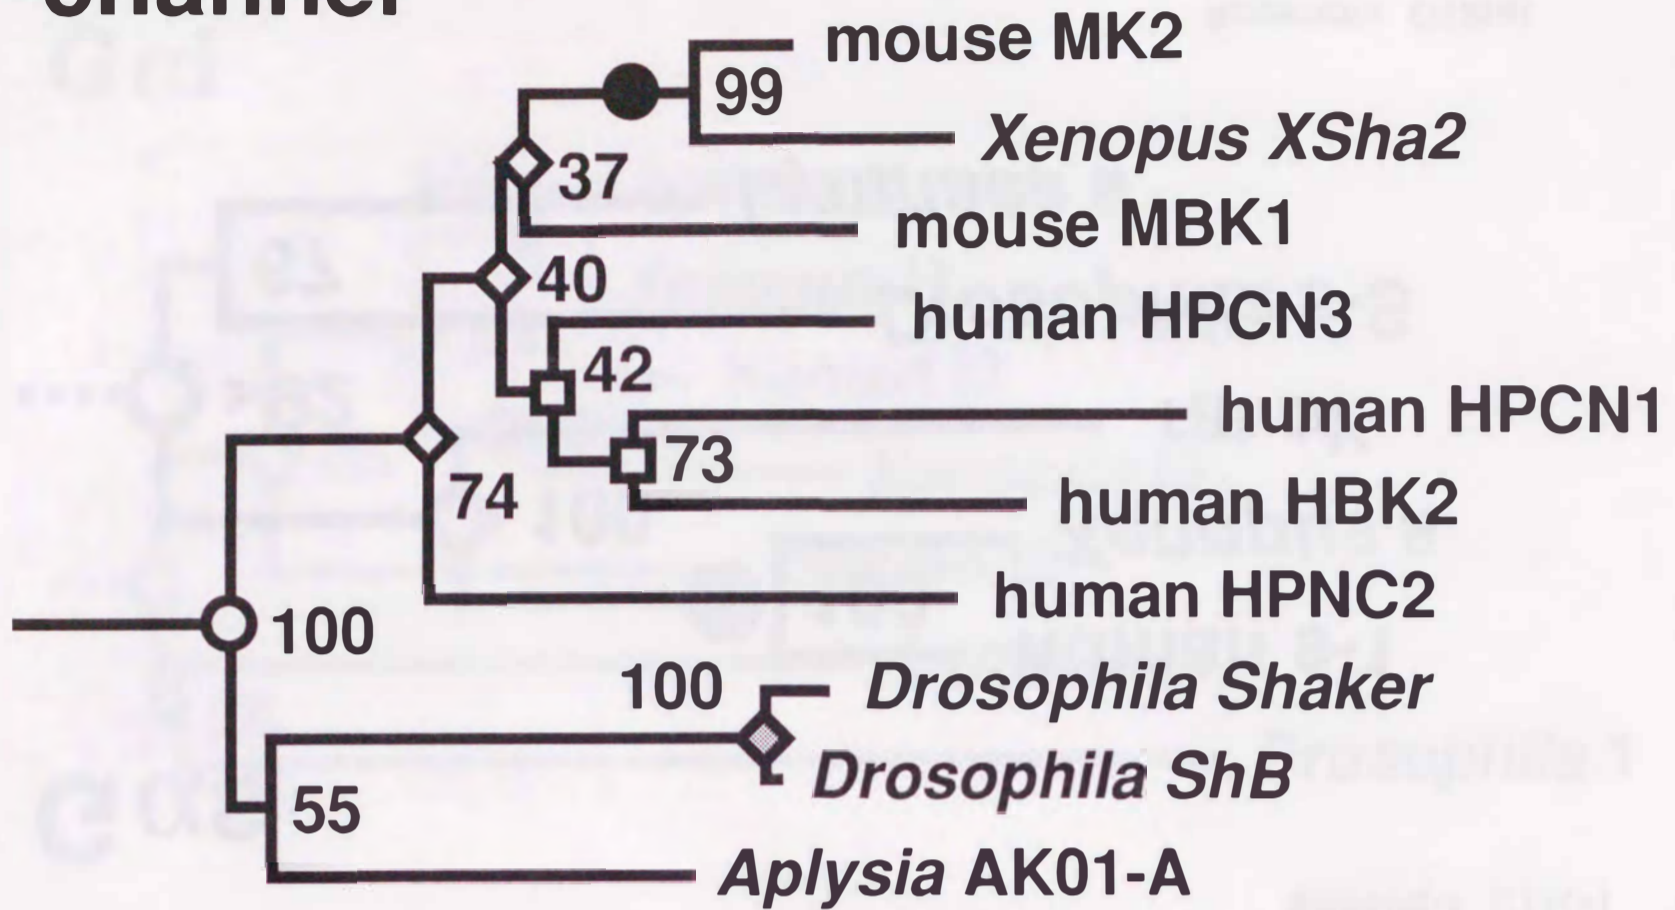 channel
mouse MK2
99
Xenopus XSha2
37
mouse MBK1
40
human HPCN3
42
human HPCN1
73
human HBK2
74
human HPNC2
100
100
Drosophila Shaker
Drosophila ShB
55
Aplysia AK01-A